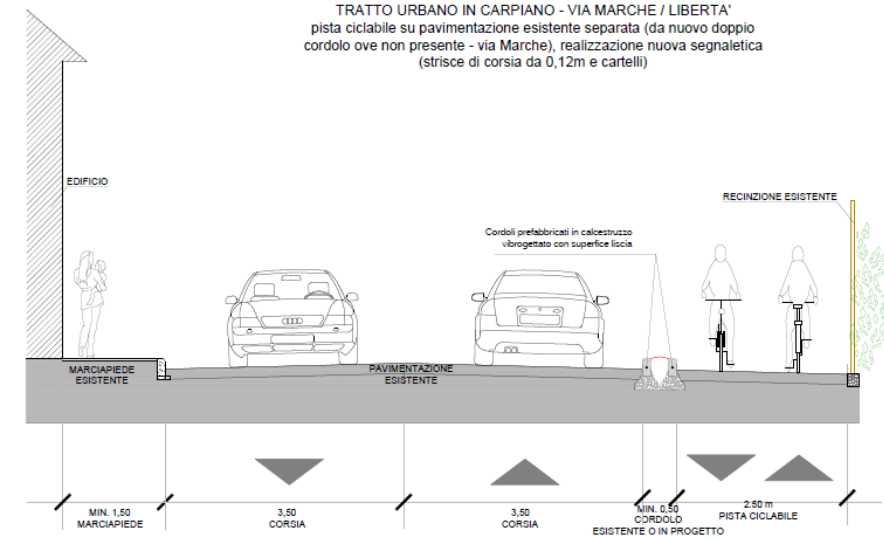 TRATTO URBANO IN CARPIANO - VIA MARCHE / LIBERTA'
pista ciclabile su pavimentazione esistente separata (da nuovo doppio
cordolo ove non presente - via Marche), realizzazione nuova segnaletica
(strisce di corsia da 0,12m e cartelli)
EDIFICIO
RECINZIONE ESISTENTE
Cordoli prefabbricati in calcestruzzo
vibrogettato con superfice liscia
MARCIAPIEDE
ESISTENTE
PAVIMENTAZIONE
ESISTENTE
MIN. 1,50
MARCIAPIEDE
3,50
CORSIA
3,50
CORSIA
MIN. 0,50
CORDOLO
ESISTENTE O IN PROGETTO
2.50 m
PISTA CICLABILE